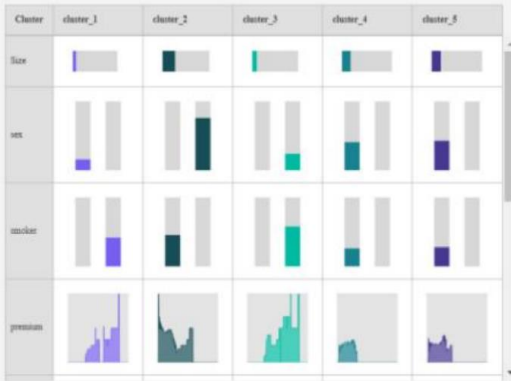 Cluster cluster_1 cluster_2 cluster_3 cluster_4 cluster_5
Size
sex
smoker
premium